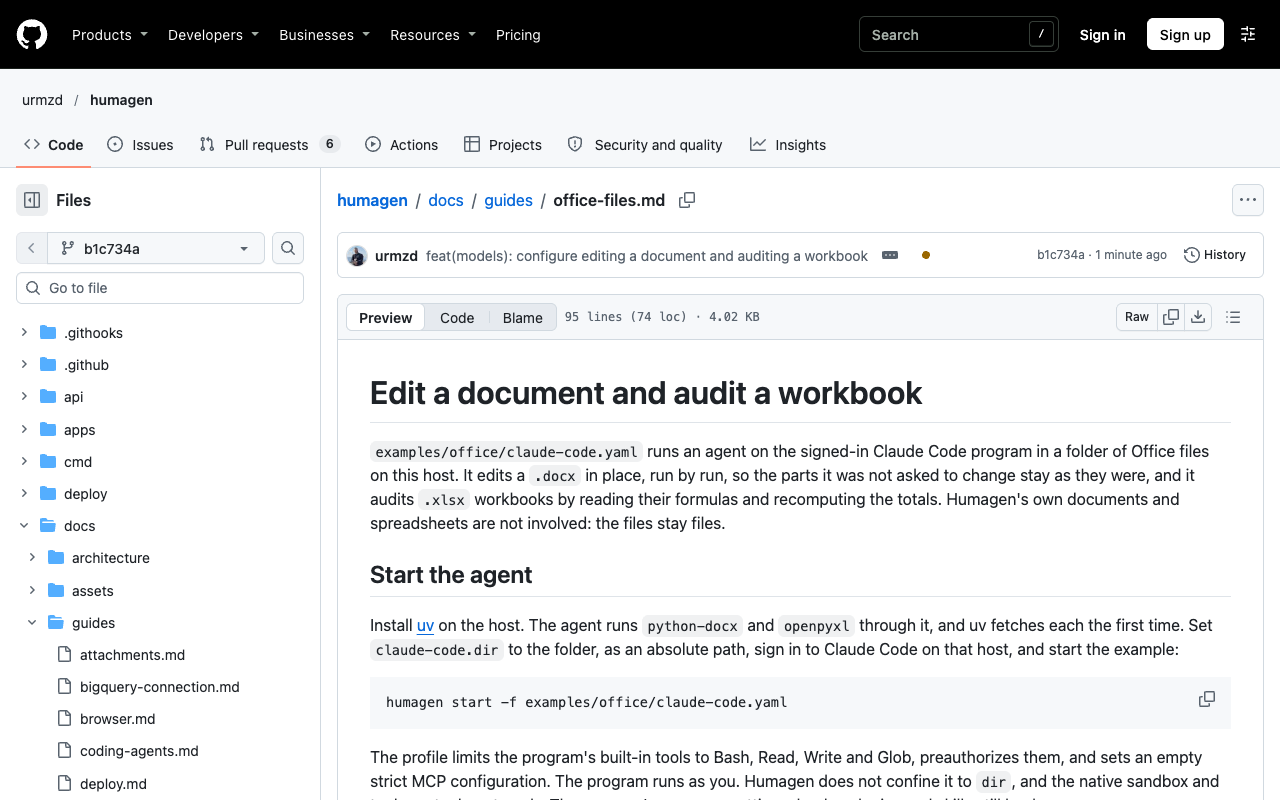 Products
Developers
Businesses
Resources
Pricing
Search
/
Sign in
Sign up
urmzd / humagen
Code
Issues
Pull requests 6
Actions
Projects
Security and quality
Insights
Files
b1c734a
Go to file
.githooks
.github
api
apps
cmd
deploy
docs
architecture
assets
guides
attachments.md
bigquery-connection.md
browser.md
coding-agents.md
deploy.md
humagen / docs / guides / office-files.md
urmzd feat(models): configure editing a document and auditing a workbook
b1c734a · 1 minute ago
History
Preview
Code
Blame
95 lines (74 loc) · 4.02 KB
Raw
Edit a document and audit a workbook
examples/office/claude-code.yaml runs an agent on the signed-in Claude Code program in a folder of Office files
on this host. It edits a .docx in place, run by run, so the parts it was not asked to change stay as they were, and it
audits .xlsx workbooks by reading their formulas and recomputing the totals. Humagen's own documents and
spreadsheets are not involved: the files stay files.
Start the agent
Install uv on the host. The agent runs python-docx and openpyxl through it, and uv fetches each the first time. Set
claude-code.dir to the folder, as an absolute path, sign in to Claude Code on that host, and start the example:
humagen start -f examples/office/claude-code.yaml
The profile limits the program's built-in tools to Bash, Read, Write and Glob, preauthorizes them, and sets an empty
strict MCP configuration. The program runs as you. Humagen does not confine it to dir, and the native sandbox and